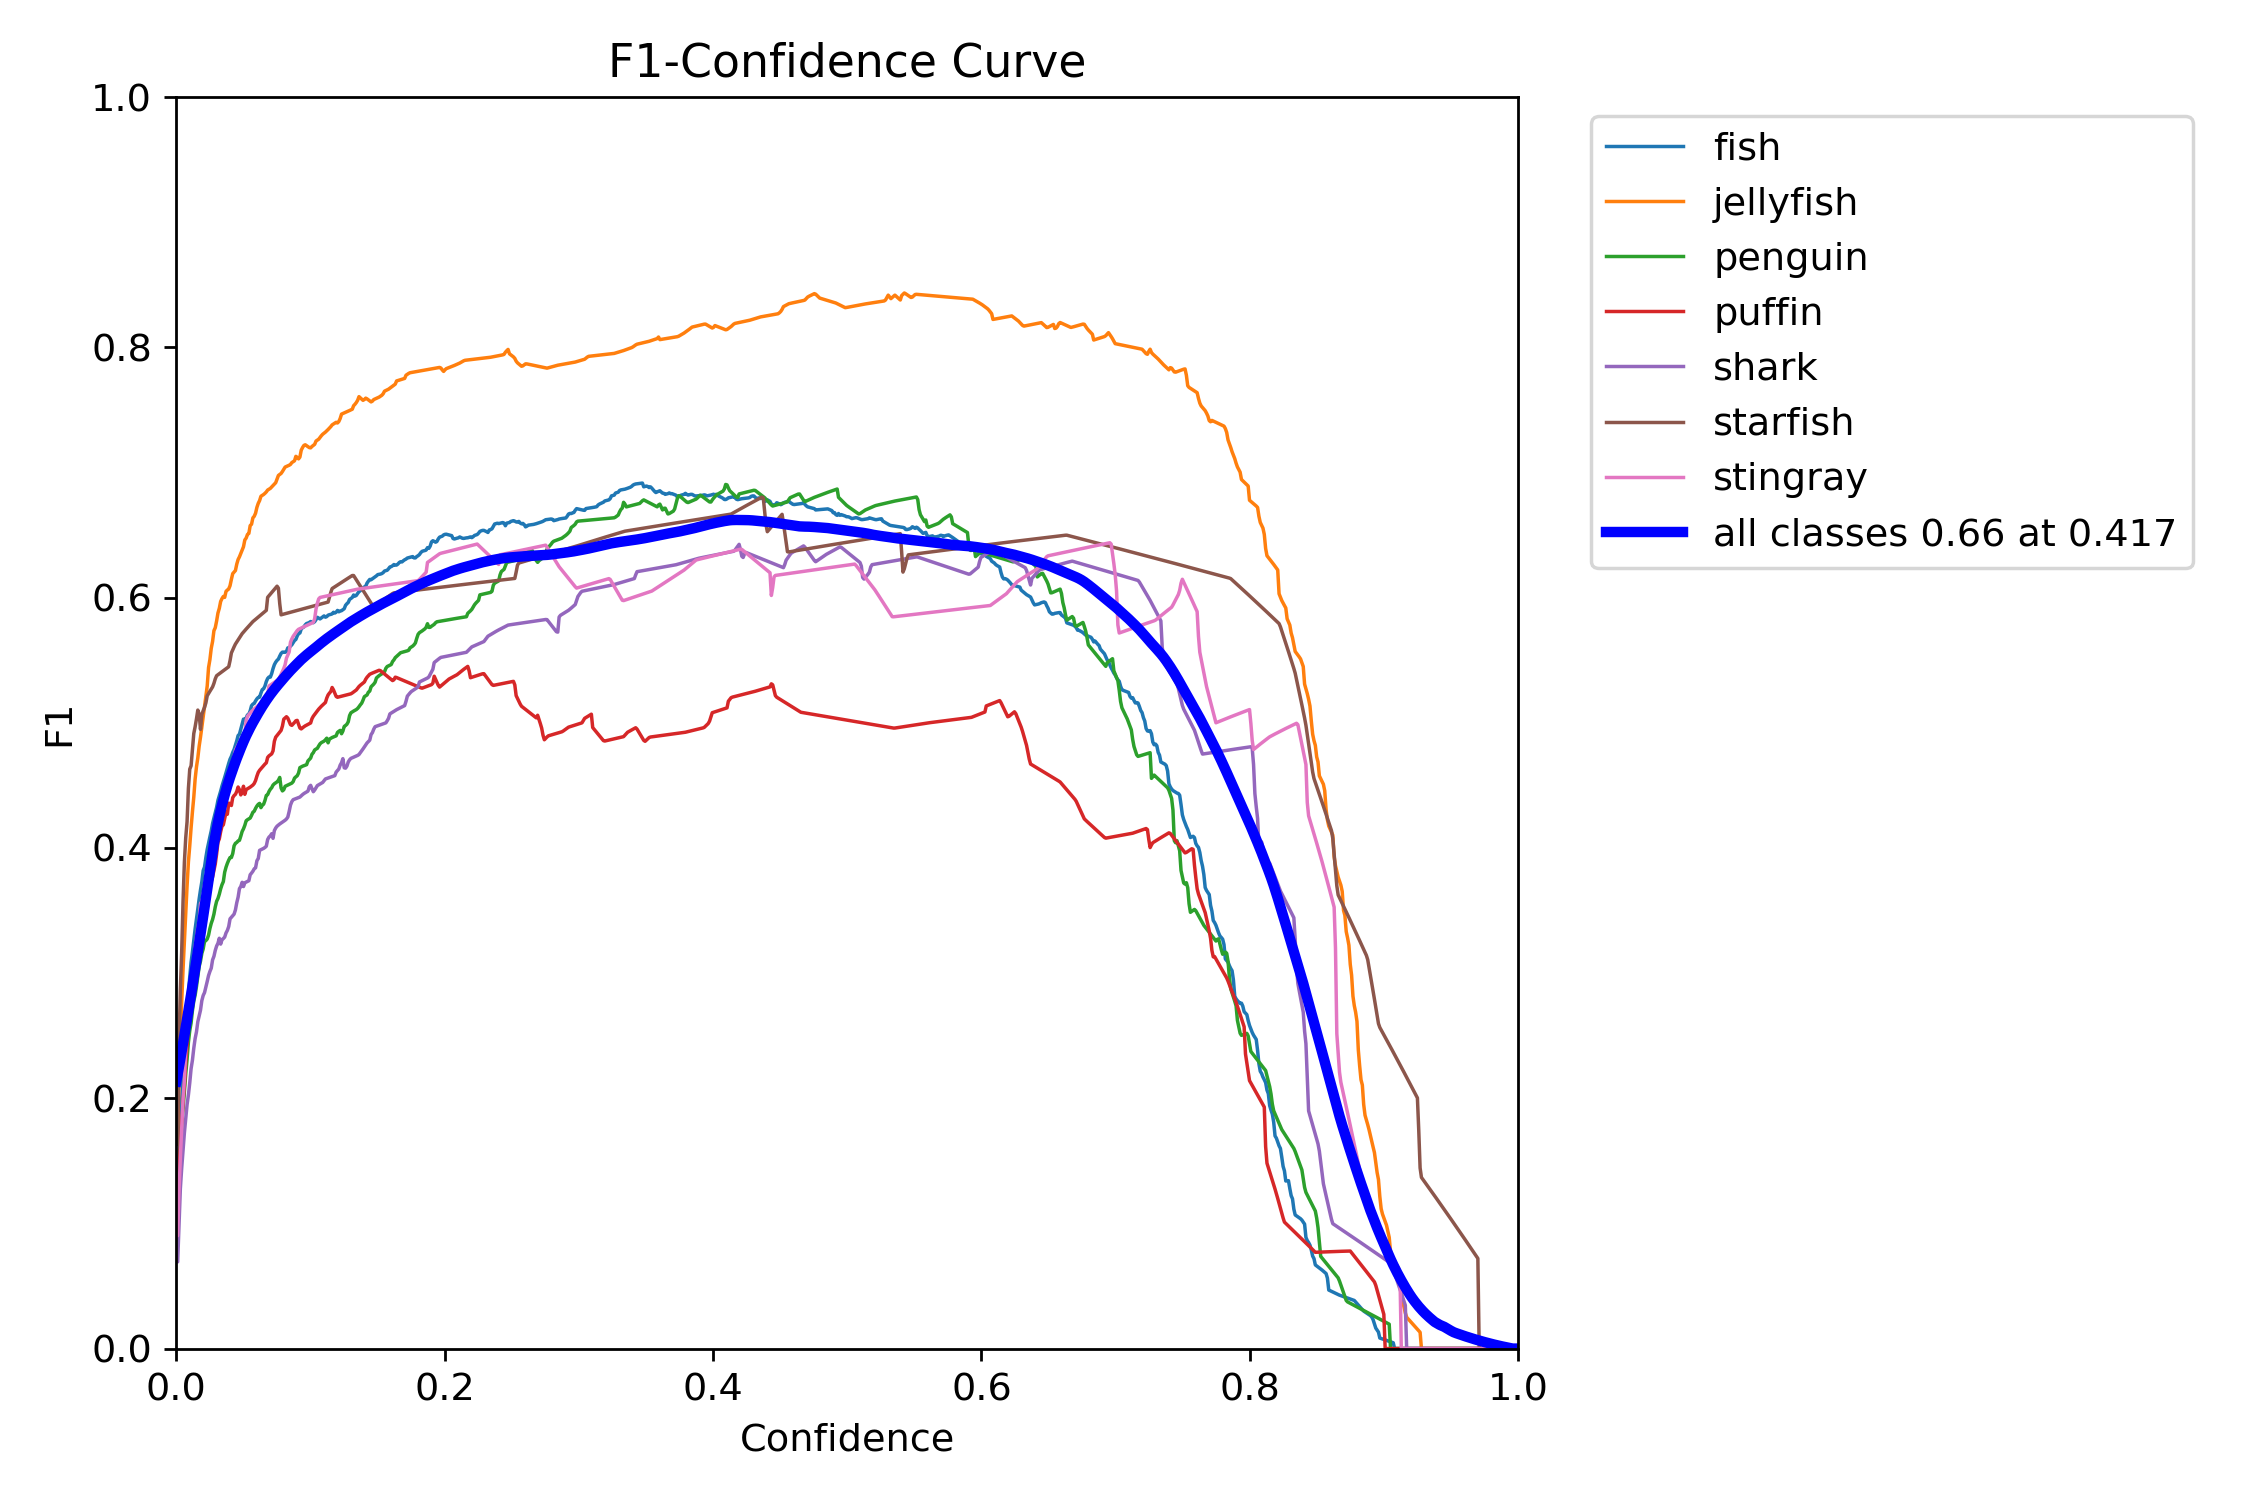 F1-Confidence Curve
1.0
0.8
0.6
0.4
0.2
0.0
F1
0.0 0.2 0.4 0.6 0.8 1.0
Confidence
fish
jellyfish
penguin
puffin
shark
starfish
stingray
all classes 0.66 at 0.417